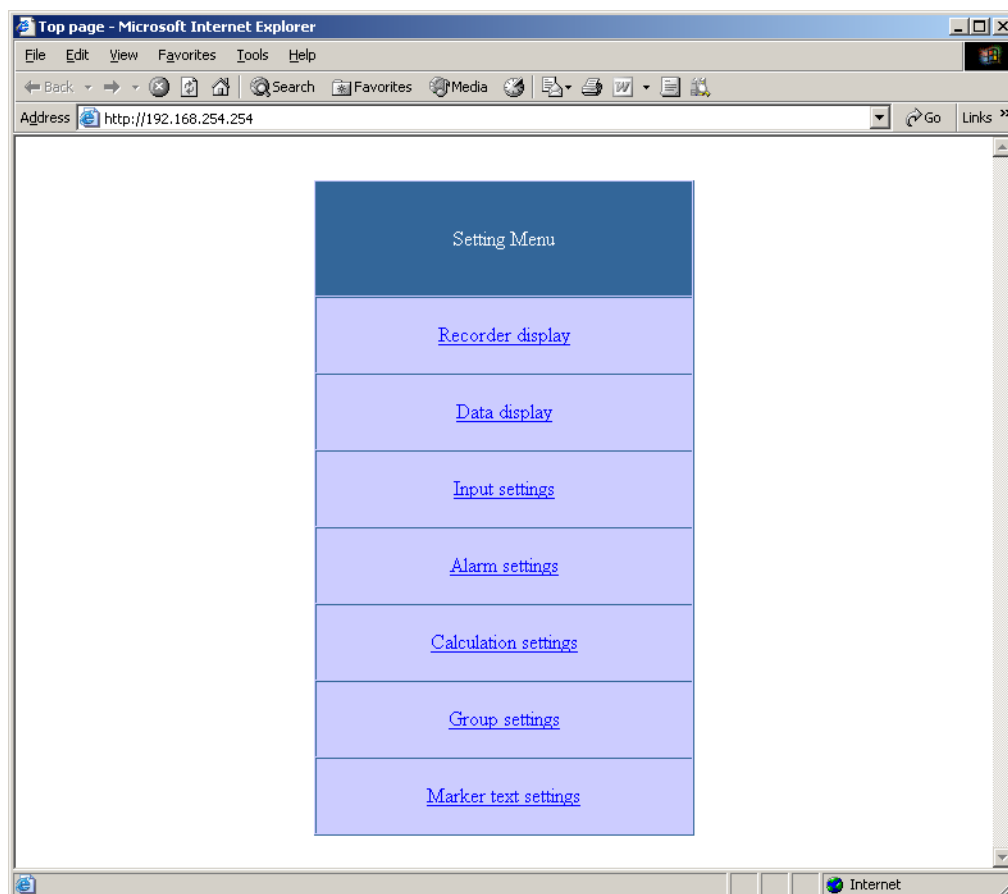 Top page - Microsoft Internet Explorer
File Edit View Favorites Tools Help
Back Search Favorites Media
Address http://192.168.254.254 Go Links »
Setting Menu
Recorder display
Data display
Input settings
Alarm settings
Calculation settings
Group settings
Marker text settings
Internet